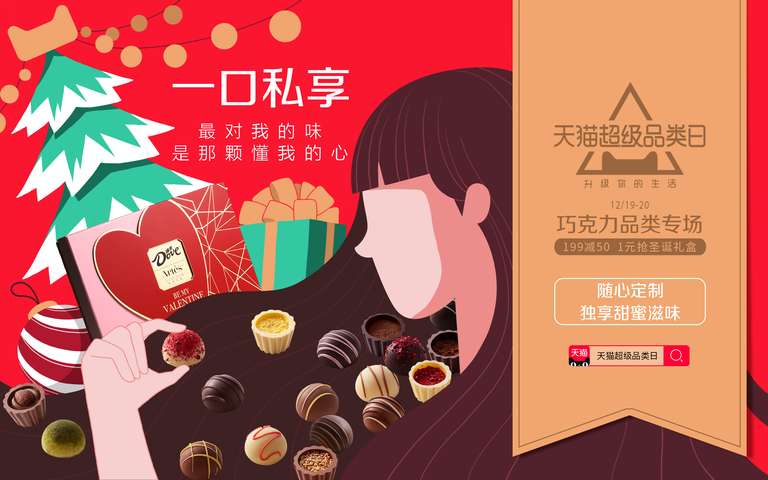 一口私享
最对我的味
是那颗懂我的心
Dove
BE MY
VALENTINE
天猫超级品类日
升级你的生活
12/19-20
巧克力品类专场
199减50 1元抢圣诞礼盒
随心定制
独享甜蜜滋味
天猫
天猫超级品类日